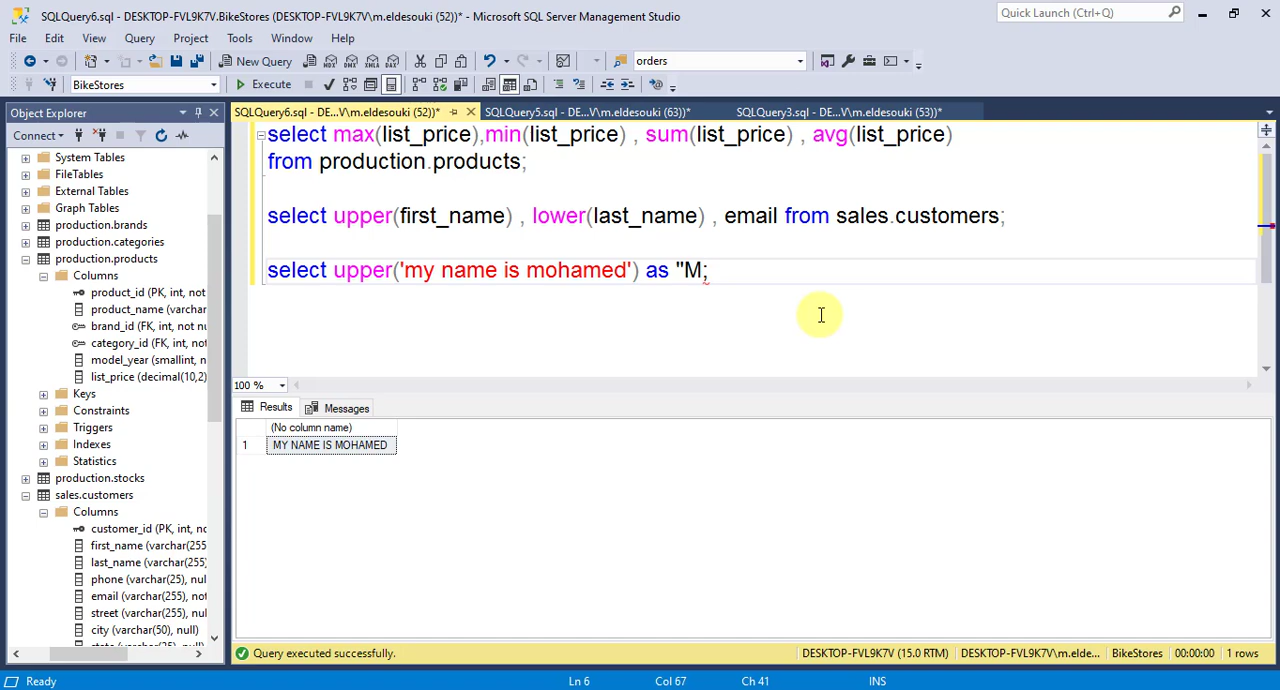 SQLQuery6.sql - DESKTOP-FVL9K7V.BikeStores (DESKTOP-FVL9K7V\m.eldesouki (52))* - Microsoft SQL Server Management Studio
Quick Launch (Ctrl+Q)
File Edit View Query Project Tools Window Help
New Query
MDX DMX XMLA DAX
orders
BikeStores
Execute
Object Explorer
SQLQuery6.sql - DE...V\m.eldesouki (52))*
SQLQuery5.sql - DE...V\m.eldesouki (63))*
SQLQuery3.sql - DE...V\m.eldesouki (53))*
Connect
System Tables
FileTables
External Tables
Graph Tables
production.brands
production.categories
production.products
Columns
product_id (PK, int, not
product_name (varchar
brand_id (FK, int, not nu
category_id (FK, int, not
model_year (smallint, n
list_price (decimal(10,2)
Keys
Constraints
Triggers
Indexes
Statistics
production.stocks
sales.customers
Columns
customer_id (PK, int, nc
first_name (varchar(255
last_name (varchar(255)
phone (varchar(25), nul
email (varchar(255), not
street (varchar(255), nul
city (varchar(50), null)
select max(list_price),min(list_price) , sum(list_price) , avg(list_price)
from production.products;
select upper(first_name) , lower(last_name) , email from sales.customers;
select upper('my name is mohamed') as "M;
100 %
Results
Messages
(No column name)
1 MY NAME IS MOHAMED
Query executed successfully.
DESKTOP-FVL9K7V (15.0 RTM)
DESKTOP-FVL9K7V\m.elde...
BikeStores
00:00:00
1 rows
Ready
Ln 6
Col 67
Ch 41
INS